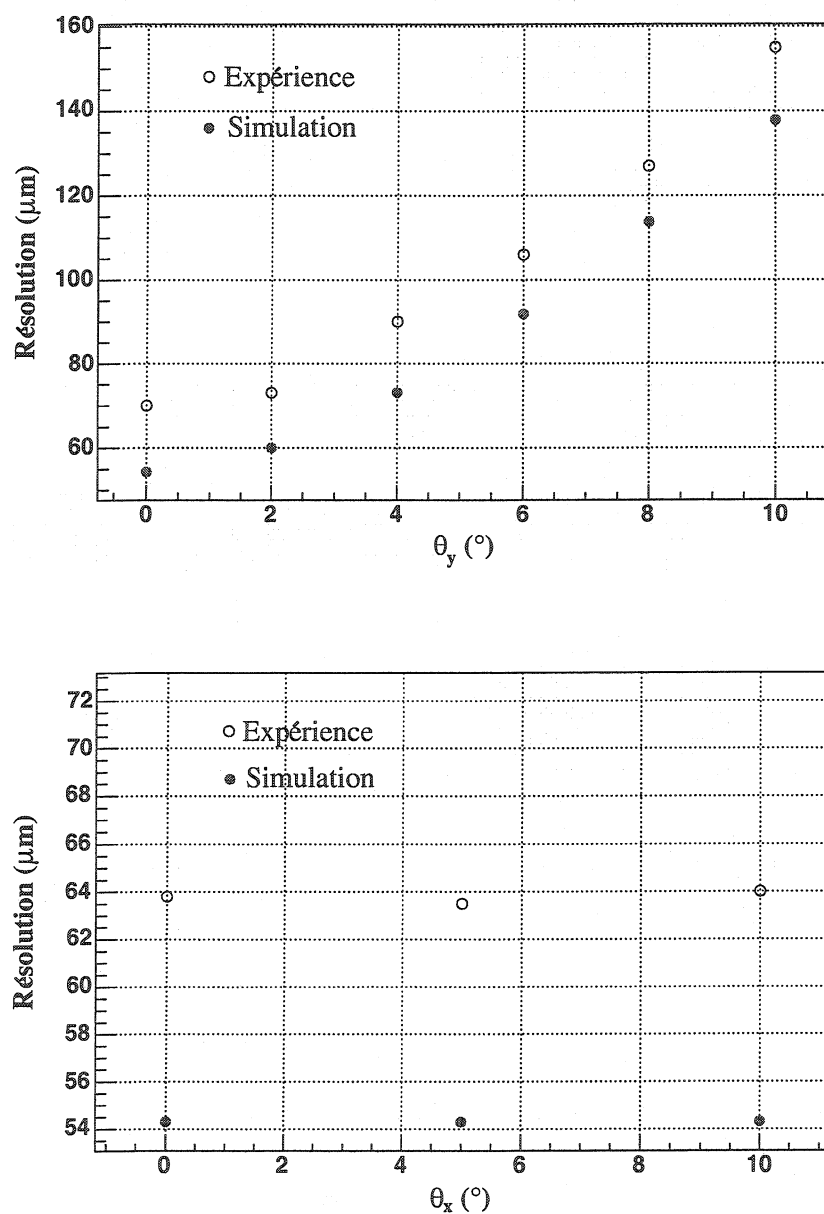 160
140
120
100
80
60
Résolution (μm)
Expérience
Simulation
0 2 4 6 8 10
θy (°)
72
70
68
66
64
62
60
58
56
54
Résolution (μm)
Expérience
Simulation
0 2 4 6 8 10
θx (°)